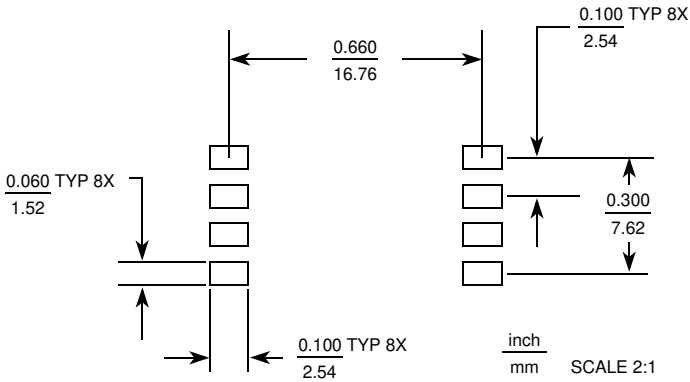 0.100 TYP 8X
2.54
0.660
16.76
0.060 TYP 8X
1.52
0.300
7.62
0.100 TYP 8X
2.54
inch
mm
SCALE 2:1